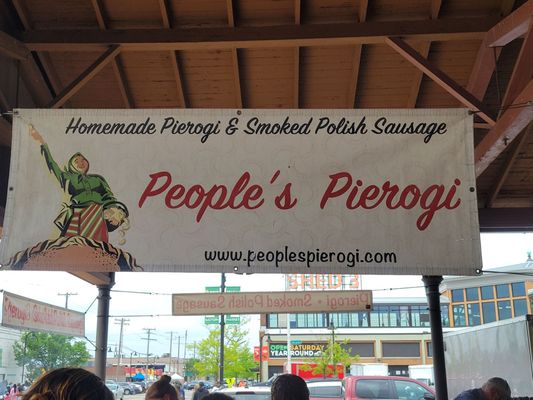 Homemade Pierogi & Smoked Polish Sausage
People's Pierogi
www.peoplespierogi.com
Pierogi • Smoked Polish Sausage
OPEN SATURDAY
YEAR-ROUND